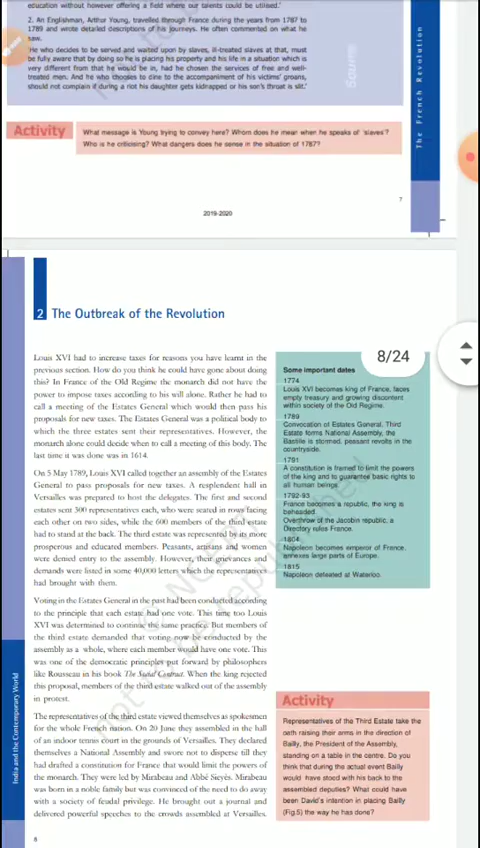 education without however offering a field where our talents could be utilised.'
2. An Englishman, Arthur Young, travelled through France during the years from 1787 to
1789 and wrote detailed descriptions of his journeys. He often commented on what he
saw.
'He who decides to be served and waited upon by slaves, ill-treated slaves at that, must
be fully aware that by doing so he is placing his property and his life in a situation which is
very different from that he would be in, had he chosen the services of free and well-
treated men. And he who chooses to dine to the accompaniment of his victims' groans,
should not complain if during a riot his daughter gets kidnapped or his son's throat is slit.'
Source
The French Revolution
Activity
What message is Young trying to convey here? Whom does he mean when he speaks of 'slaves'?
Who is he criticising? What dangers does he sense in the situation of 1787?
7
2019-2020
2 The Outbreak of the Revolution
8/24
Louis XVI had to increase taxes for reasons you have learnt in the
previous section. How do you think he could have gone about doing
this? In France of the Old Regime the monarch did not have the
power to impose taxes according to his will alone. Rather he had to
call a meeting of the Estates General which would then pass his
proposals for new taxes. The Estates General was a political body to
which the three estates sent their representatives. However, the
monarch alone could decide when to call a meeting of this body. The
last time it was done was in 1614.
On 5 May 1789, Louis XVI called together an assembly of the Estates
General to pass proposals for new taxes. A resplendent hall in
Versailles was prepared to host the delegates. The first and second
estates sent 300 representatives each, who were seated in rows facing
each other on two sides, while the 600 members of the third estate
had to stand at the back. The third estate was represented by its more
prosperous and educated members. Peasants, artisans and women
were denied entry to the assembly. However, their grievances and
demands were listed in some 40,000 letters which the representatives
had brought with them.
Voting in the Estates General in the past had been conducted according
to the principle that each estate had one vote. This time too Louis
XVI was determined to continue the same practice. But members of
the third estate demanded that voting now be conducted by the
assembly as a whole, where each member would have one vote. This
was one of the democratic principles put forward by philosophers
like Rousseau in his book The Social Contract. When the king rejected
this proposal, members of the third estate walked out of the assembly
in protest.
The representatives of the third estate viewed themselves as spokesmen
for the whole French nation. On 20 June they assembled in the hall
of an indoor tennis court in the grounds of Versailles. They declared
themselves a National Assembly and swore not to disperse till they
had drafted a constitution for France that would limit the powers of
the monarch. They were led by Mirabeau and Abbé Sieyès. Mirabeau
was born in a noble family but was convinced of the need to do away
with a society of feudal privilege. He brought out a journal and
delivered powerful speeches to the crowds assembled at Versailles.
Some important dates
1774
Louis XVI becomes king of France, faces
empty treasury and growing discontent
within society of the Old Regime.
1789
Convocation of Estates General, Third
Estate forms National Assembly, the
Bastille is stormed, peasant revolts in the
countryside.
1791
A constitution is framed to limit the powers
of the king and to guarantee basic rights to
all human beings.
1792-93
France becomes a republic, the king is
beheaded.
Overthrow of the Jacobin republic, a
Directory rules France.
1804
Napoleon becomes emperor of France,
annexes large parts of Europe.
1815
Napoleon defeated at Waterloo.
Activity
Representatives of the Third Estate take the
oath raising their arms in the direction of
Bailly, the President of the Assembly,
standing on a table in the centre. Do you
think that during the actual event Bailly
would have stood with his back to the
assembled deputies? What could have
been David's intention in placing Bailly
(Fig.5) the way he has done?
India and the Contemporary World
8
not to be republished